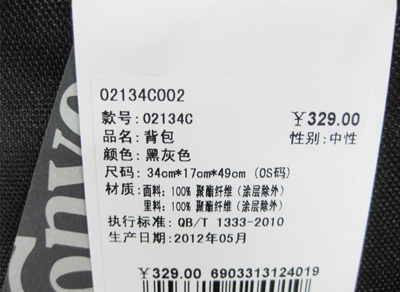 02134C002
款号:02134C ¥329.00
品名:背包 性别:中性
颜色:黑灰色
尺码:34cm*17cm*49cm (OS码)
材质:面料:100% 聚酯纤维(涂层除外)
里料:100% 聚酯纤维(涂层除外)
执行标准:QB/T 1333-2010
生产日期:2012年05月
¥329.00 6903313124019
Conve